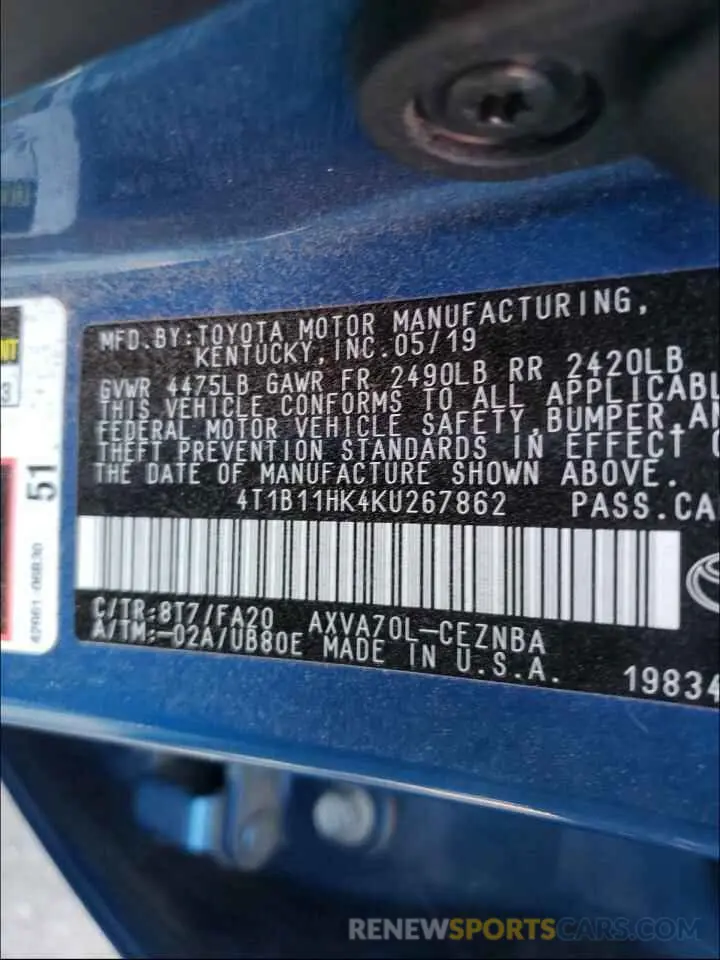 MFD.BY:TOYOTA MOTOR MANUFACTURING,
KENTUCKY,INC.05/19
GVWR 4475LB GAWR FR 2490LB RR 2420LB
THIS VEHICLE CONFORMS TO ALL APPLICABL
FEDERAL MOTOR VEHICLE SAFETY,BUMPER,AN
THEFT PREVENTION STANDARDS IN EFFECT O
THE DATE OF MANUFACTURE SHOWN ABOVE.
4T1B11HK4KU267862 PASS.CA
C/TR:8T7/FA20 AXVA70L-CEZNBA
A/TM:-02A/UB80E MADE IN U.S.A.
19834
51
RENEWSPORTSCARS.COM